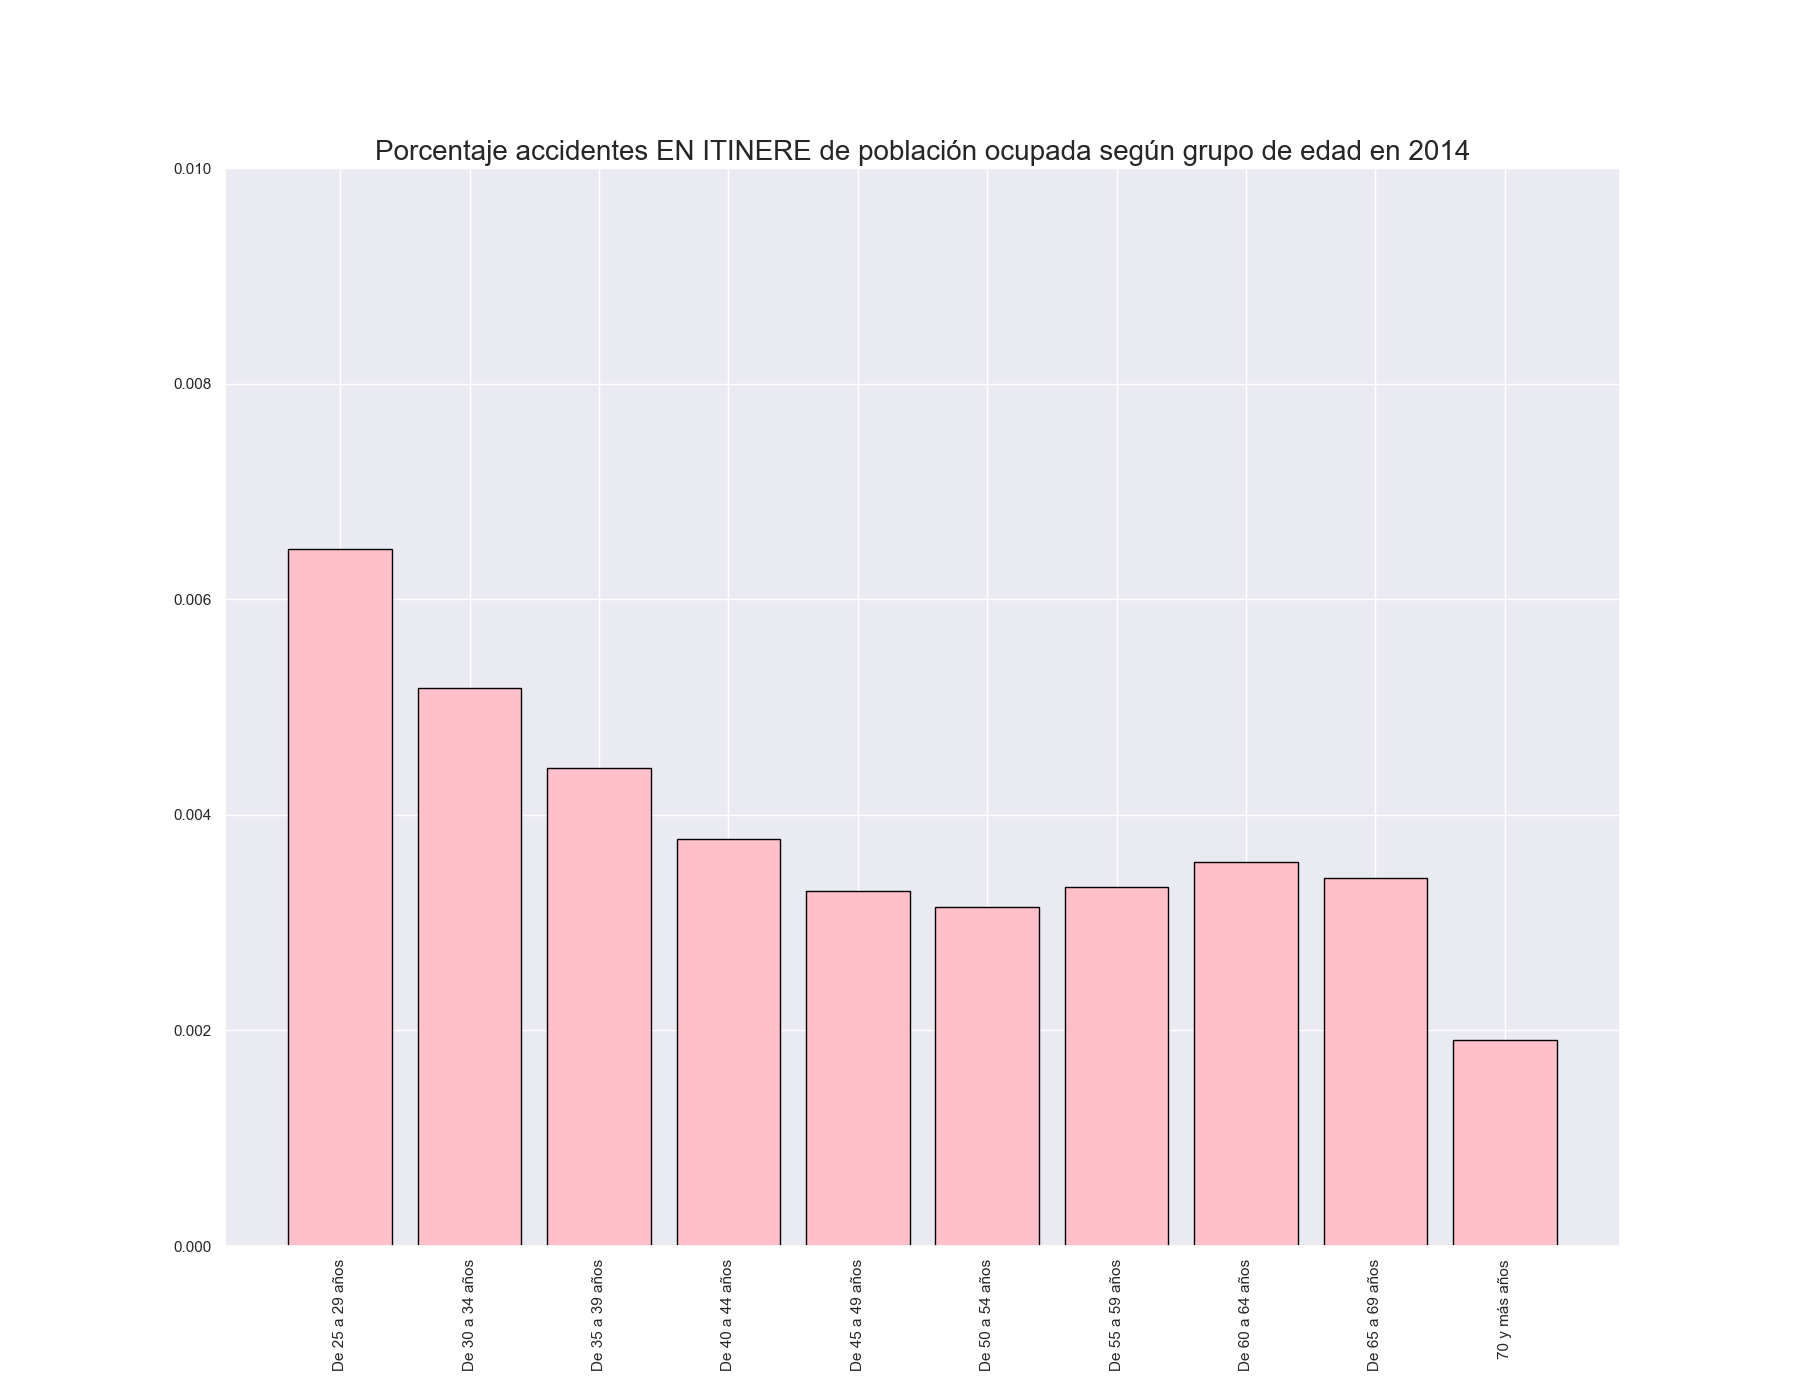 Porcentaje accidentes EN ITINERE de población ocupada según grupo de edad en 2014
0.010
0.008
0.006
0.004
0.002
0.000
De 25 a 29 años
De 30 a 34 años
De 35 a 39 años
De 40 a 44 años
De 45 a 49 años
De 50 a 54 años
De 55 a 59 años
De 60 a 64 años
De 65 a 69 años
70 y más años